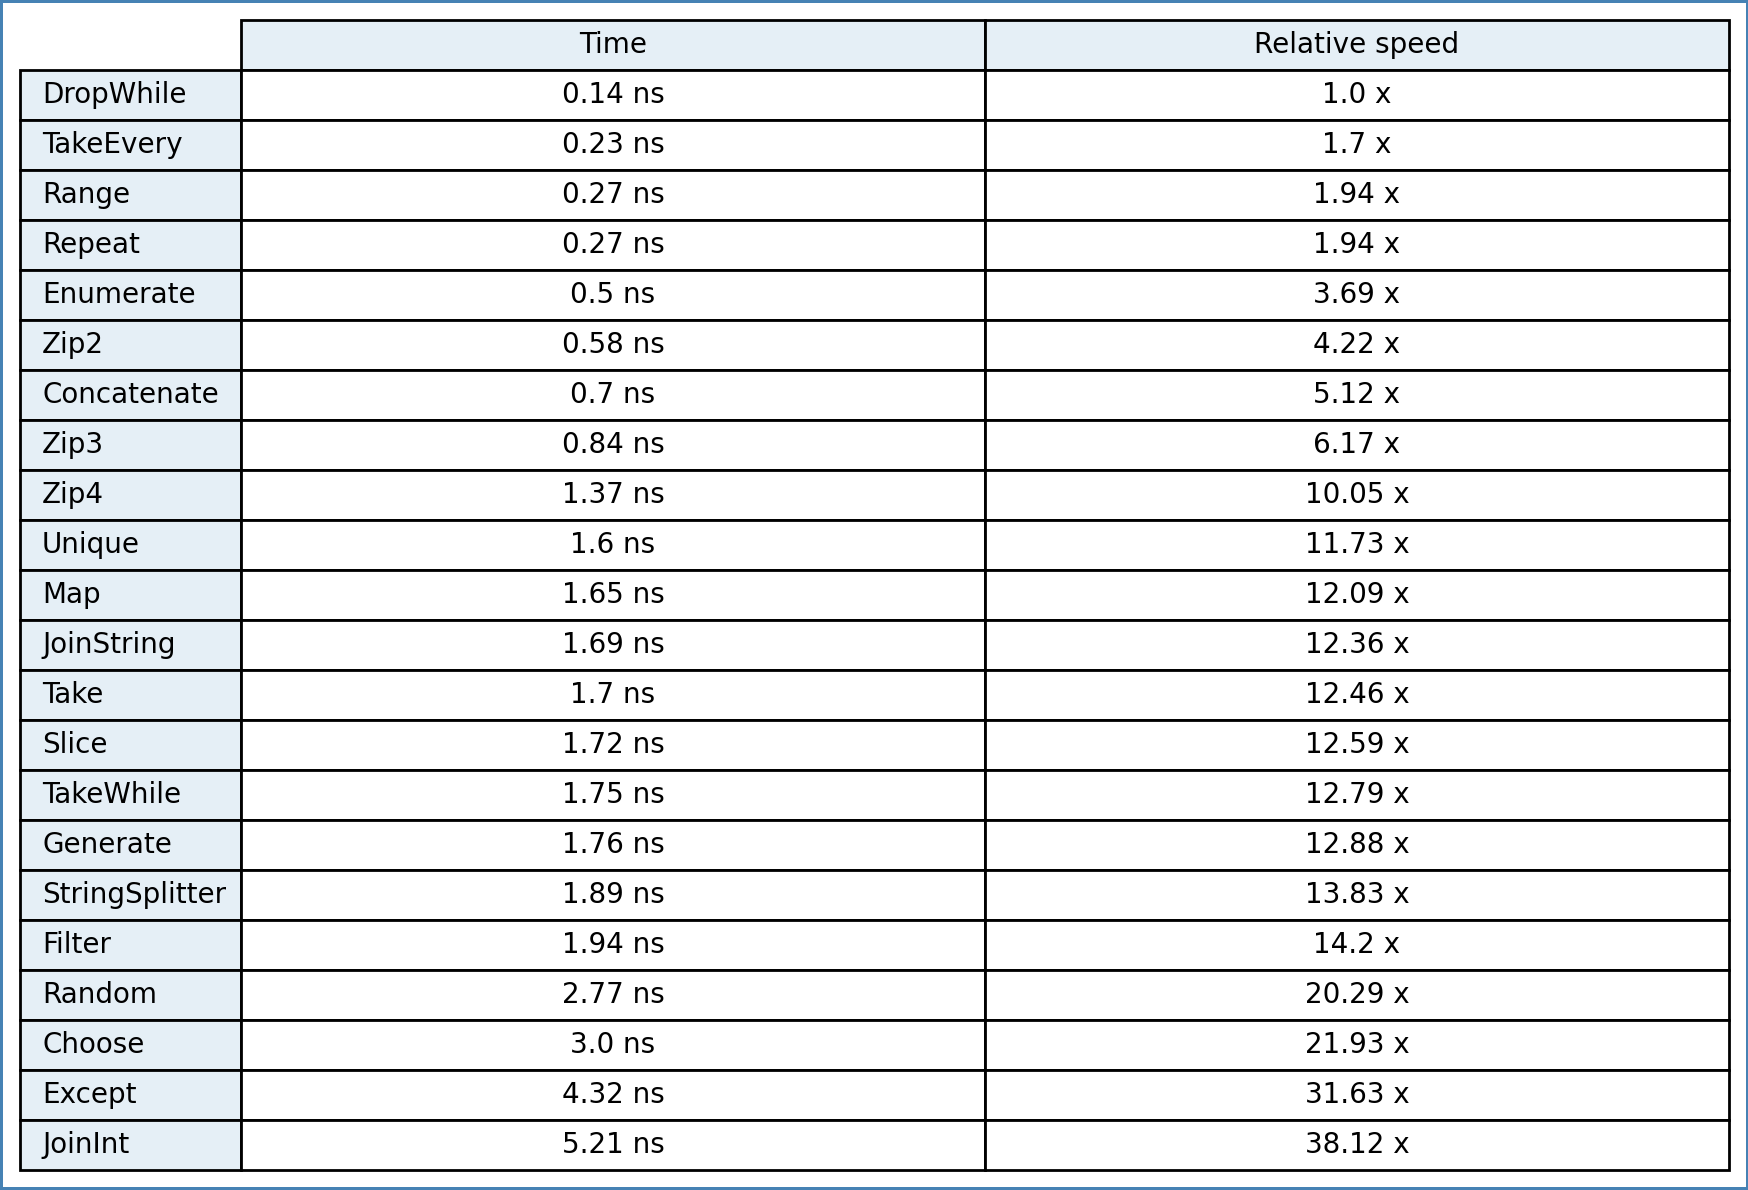 Time Relative speed
DropWhile 0.14 ns 1.0 x
TakeEvery 0.23 ns 1.7 x
Range 0.27 ns 1.94 x
Repeat 0.27 ns 1.94 x
Enumerate 0.5 ns 3.69 x
Zip2 0.58 ns 4.22 x
Concatenate 0.7 ns 5.12 x
Zip3 0.84 ns 6.17 x
Zip4 1.37 ns 10.05 x
Unique 1.6 ns 11.73 x
Map 1.65 ns 12.09 x
JoinString 1.69 ns 12.36 x
Take 1.7 ns 12.46 x
Slice 1.72 ns 12.59 x
TakeWhile 1.75 ns 12.79 x
Generate 1.76 ns 12.88 x
StringSplitter 1.89 ns 13.83 x
Filter 1.94 ns 14.2 x
Random 2.77 ns 20.29 x
Choose 3.0 ns 21.93 x
Except 4.32 ns 31.63 x
JoinInt 5.21 ns 38.12 x